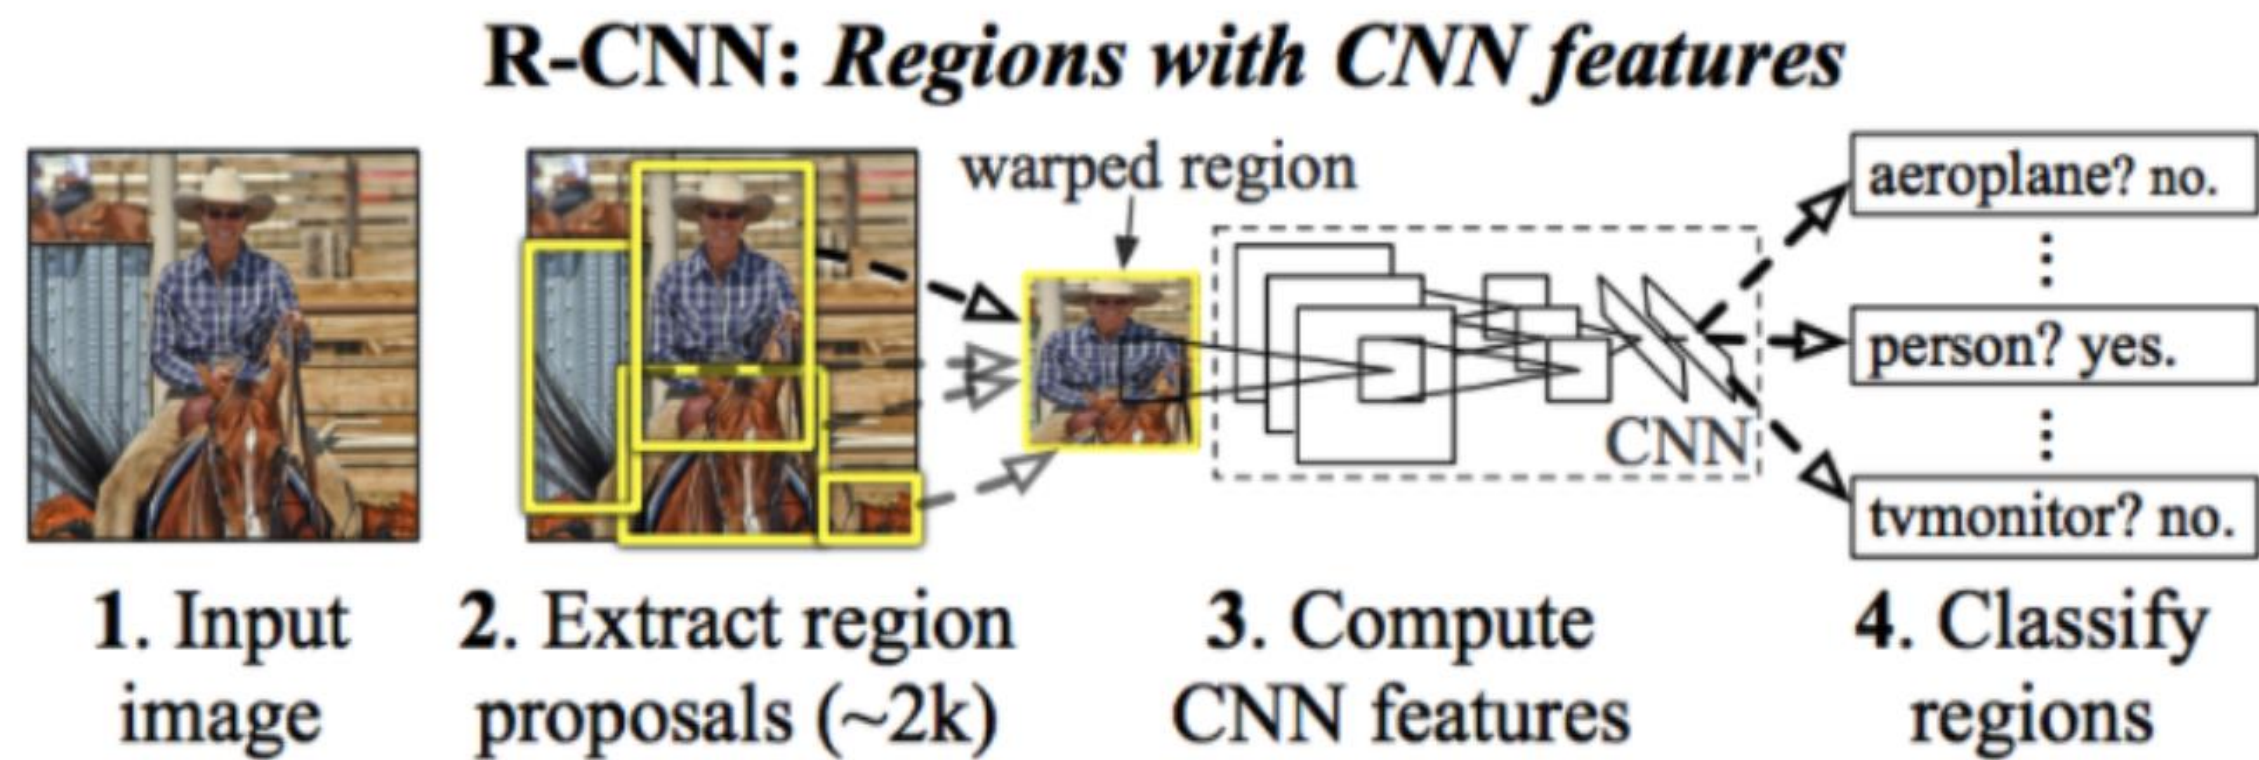 R-CNN: Regions with CNN features
warped region
aeroplane? no.
person? yes.
CNN
tvmonitor? no.
1. Input
image
2. Extract region
proposals (~2k)
3. Compute
CNN features
4. Classify
regions